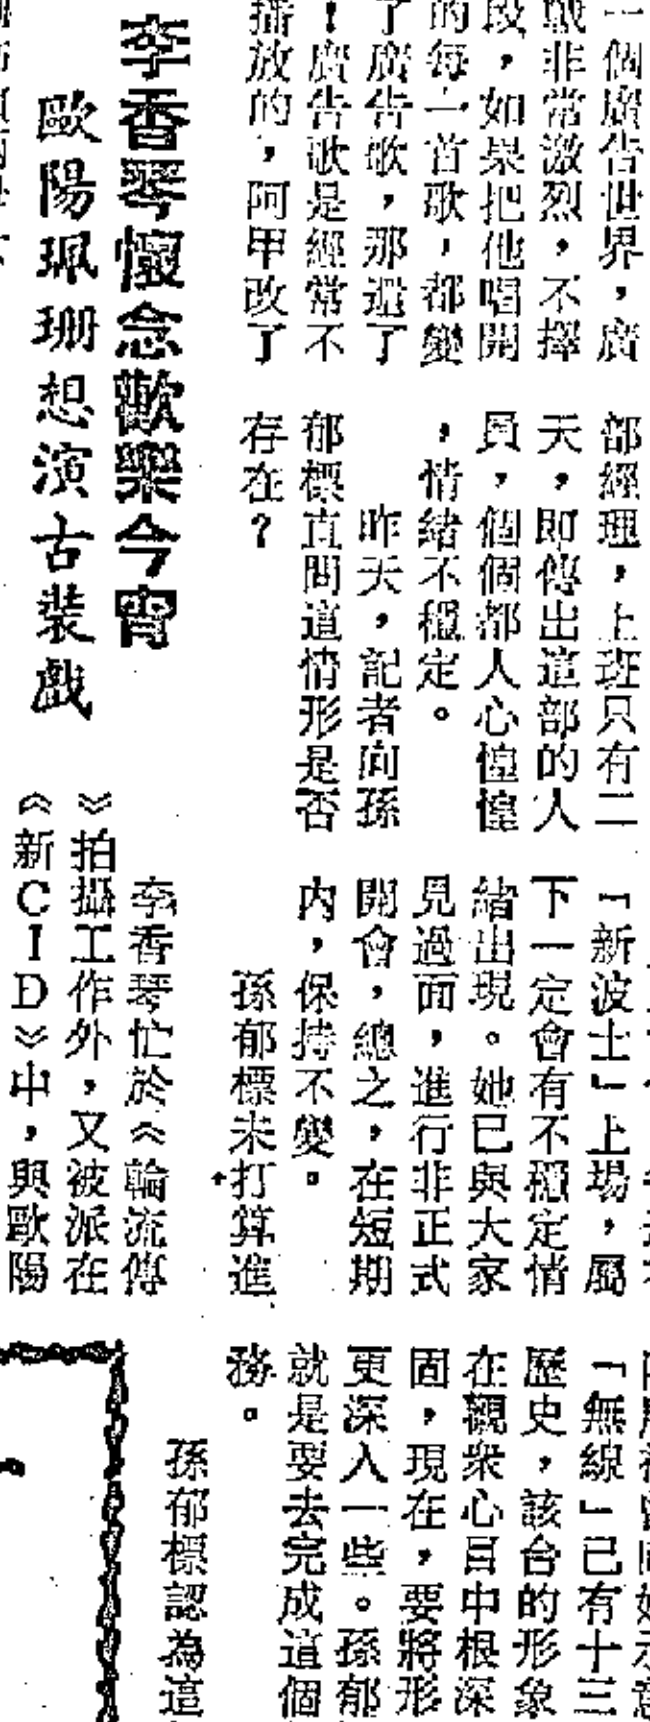 一個廣告世界，廣
戰非常激烈，不擇
段，如果把他唱開
的每一首歌，都變
了廣告歌，那還了
！廣告歌是經常不
播放的，阿甲改了
部經理，上班只有二
天，即傳出這部的人
員，個個都人心惶惶
，情緒不穩定。
昨天，記者向孫
郁標直問道情形是否
存在？
「新波士」上場，屬
下一定會有不穩定情
緒出現。她已與大家
見過面，進行非正式
開會，總之，在短期
內，保持不變。
孫郁標未打算進
「無線」已有十三
歷史，該台的形象
在觀衆心目中根深
固，現在，要將形
更深入一些。孫郁
就是要去完成這個
務。
孫郁標認為這
李香琴懷念歡樂今宵
歐陽珮珊想演古裝戲
李香琴忙於《輪流傳
》拍攝工作外，又被派在
《新CID》中，與歐陽